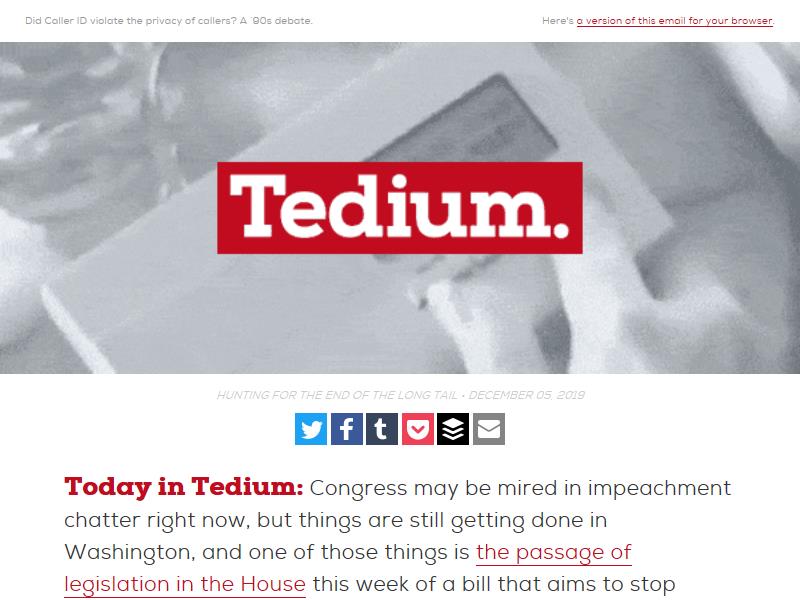 Did Caller ID violate the privacy of callers? A '90s debate.
Here's a version of this email for your browser.
Tedium.
HUNTING FOR THE END OF THE LONG TAIL • DECEMBER 05, 2019
Today in Tedium: Congress may be mired in impeachment
chatter right now, but things are still getting done in
Washington, and one of those things is the passage of
legislation in the House this week of a bill that aims to stop